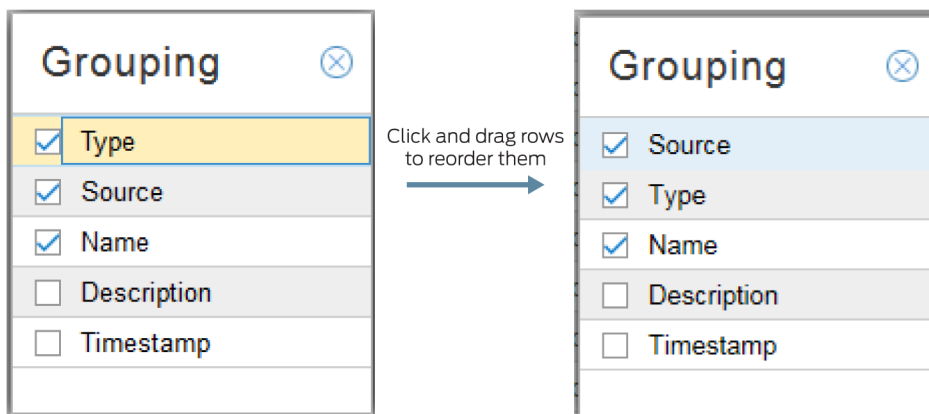 Grouping
Type
Source
Name
Description
Timestamp
Click and drag rows
to reorder them
Grouping
Source
Type
Name
Description
Timestamp